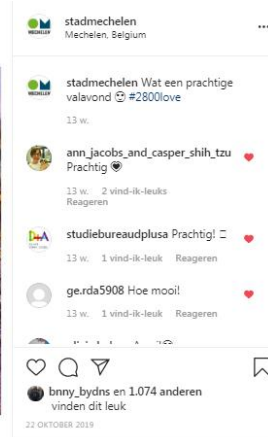 stadmechelen
Mechelen, Belgium
MECHELEN
stadmechelen Wat een prachtige
valavond 😍 #2800love
13 w.
ann_jacobs_and_casper_shih_tzu
Prachtig
13 w. 2 vind-ik-leuks
Reageren
studiebureaudplusa Prachtig!
13 w. 1 vind-ik-leuk Reageren
ge.rda5908 Hoe mooi!
13 w. 1 vind-ik-leuk Reageren
bnny_bydns en 1.074 anderen
vinden dit leuk
22 OKTOBER 2019